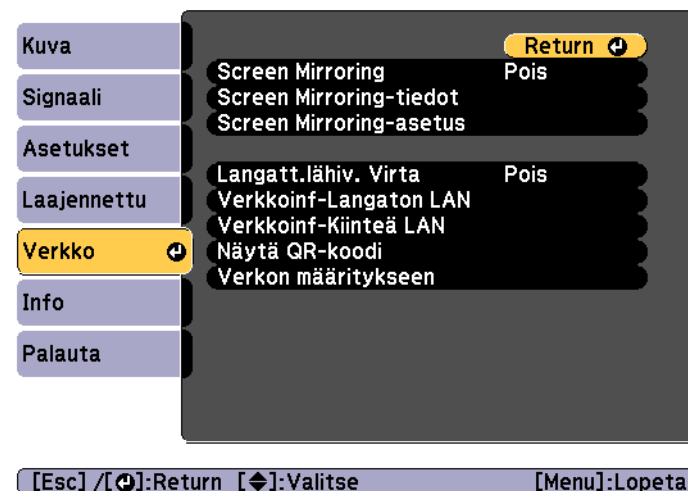 Kuva
Signaali
Asetukset
Laajennettu
Verkko
Info
Palauta
Return
Screen Mirroring Pois
Screen Mirroring-tiedot
Screen Mirroring-asetus
Langatt.lähiv. Virta Pois
Verkkoinf-Langaton LAN
Verkkoinf-Kiinteä LAN
Näytä QR-koodi
Verkon määritykseen
[Esc] /[⏎]:Return [◆]:Valitse [Menu]:Lopeta